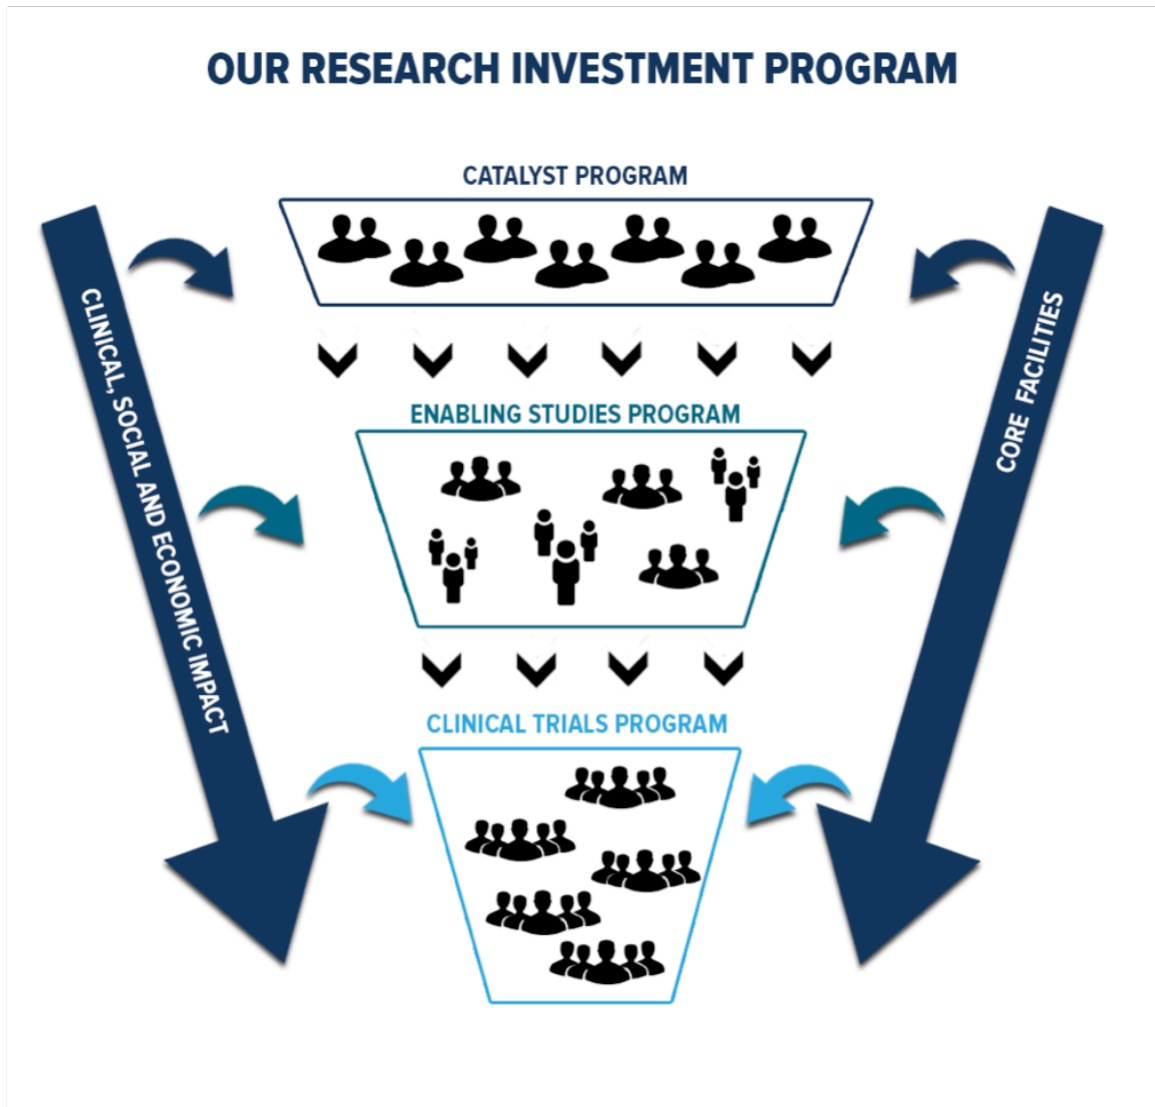 OUR RESEARCH INVESTMENT PROGRAM
CATALYST PROGRAM
CLINICAL, SOCIAL AND ECONOMIC IMPACT
CORE FACILITIES
ENABLING STUDIES PROGRAM
CLINICAL TRIALS PROGRAM